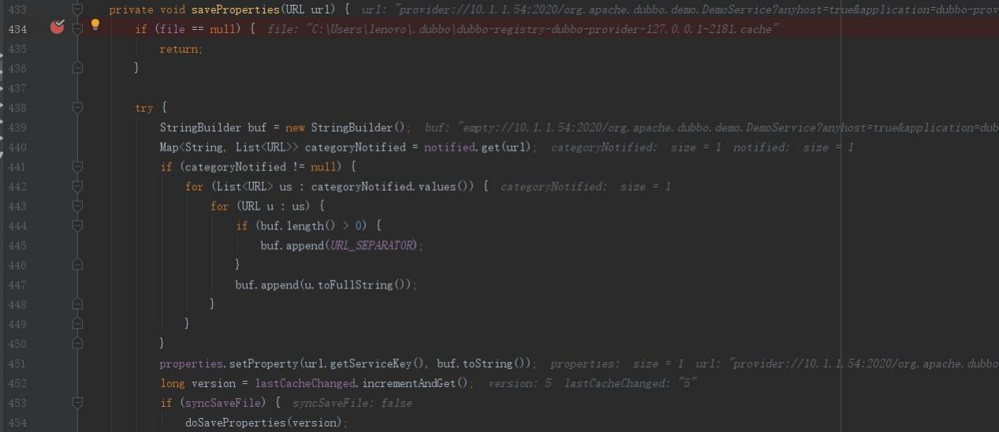 433 private void saveProperties(URL url) { url: "provider://10.1.1.54:2020/org.apache.dubbo.demo.DemoService?anyhost=true&application=dubbo-prov
434 if (file == null) { file: "C:\Users\lenovo\.dubbo\dubbo-registry-dubbo-provider-127.0.0.1-2181.cache"
435 return;
436 }
437
438 try {
439 StringBuilder buf = new StringBuilder(); buf: "empty://10.1.1.54:2020/org.apache.dubbo.demo.DemoService?anyhost=true&application=dub
440 Map<String, List<URL>> categoryNotified = notified.get(url); categoryNotified: size = 1 notified: size = 1
441 if (categoryNotified != null) {
442 for (List<URL> us : categoryNotified.values()) { categoryNotified: size = 1
443 for (URL u : us) {
444 if (buf.length() > 0) {
445 buf.append(URL_SEPARATOR);
446 }
447 buf.append(u.toFullString());
448 }
449 }
450 }
451 properties.setProperty(url.getServiceKey(), buf.toString()); properties: size = 1 url: "provider://10.1.1.54:2020/org.apache.dubbo
452 long version = lastCacheChanged.incrementAndGet(); version: 5 lastCacheChanged: "5"
453 if (syncSaveFile) { syncSaveFile: false
454 doSaveProperties(version);